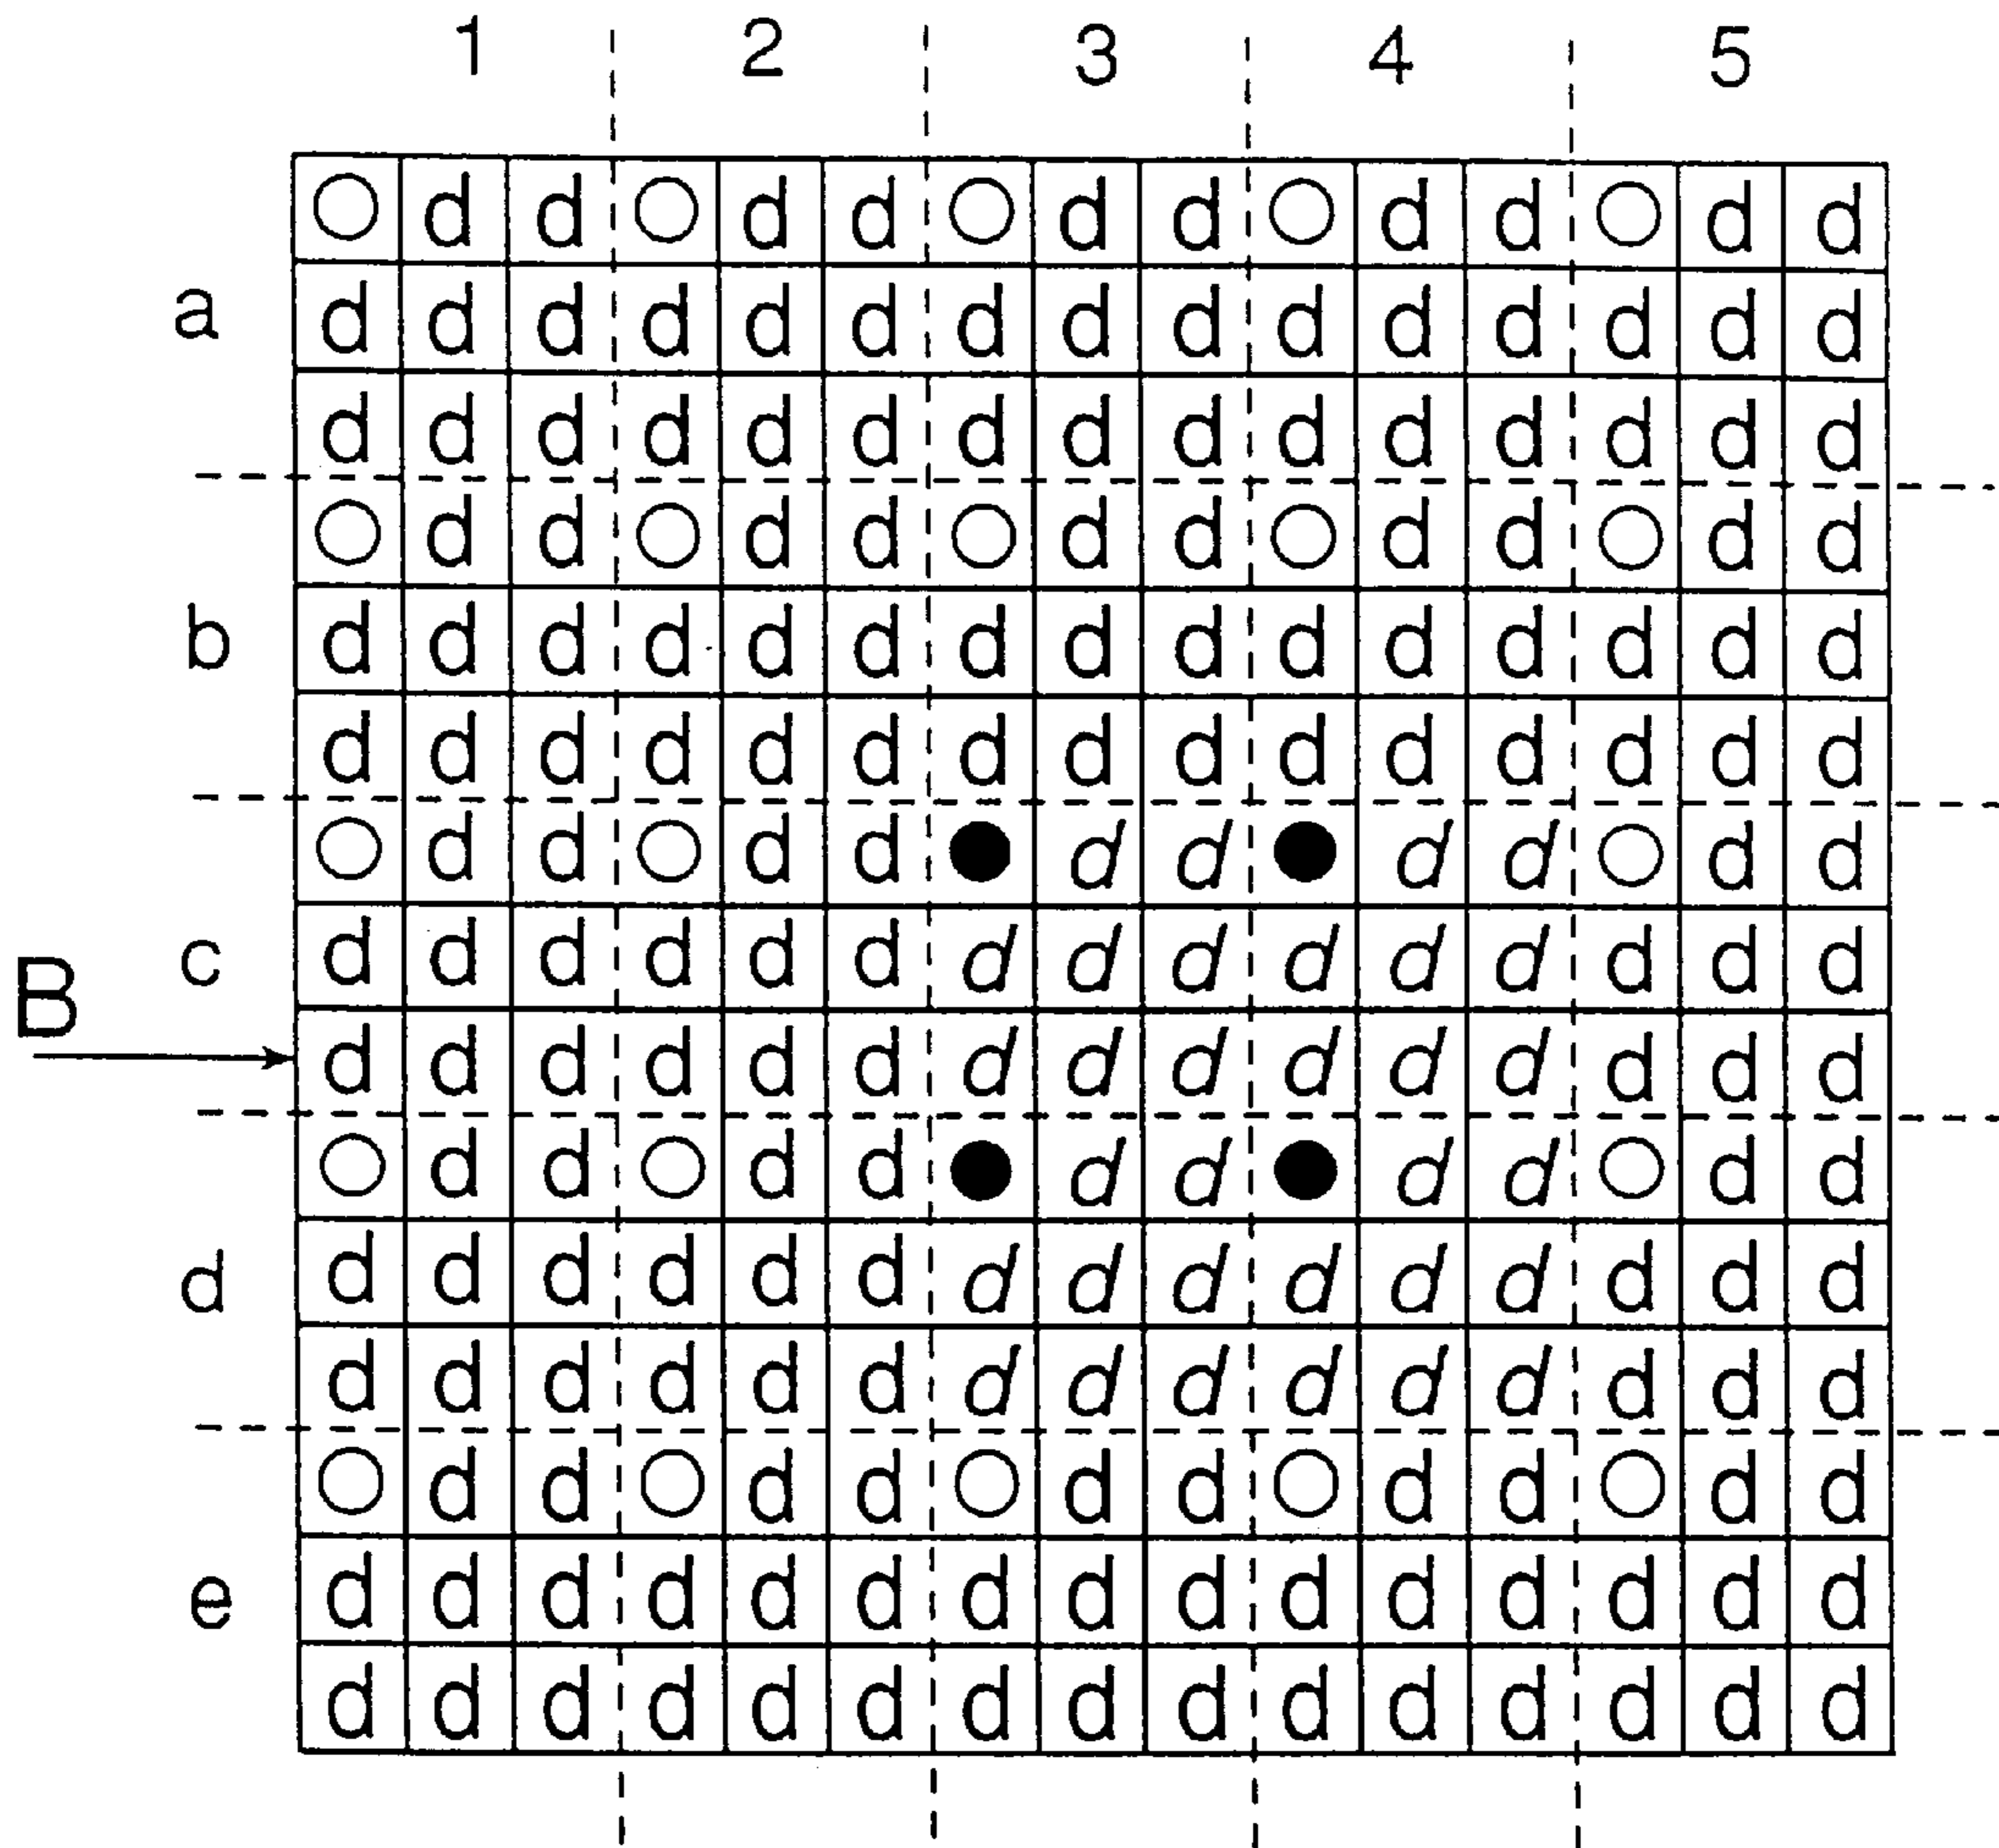 1 2 3 4 5
○ d d ○ d d ○ d d ○ d d ○ d d
a d d d d d d d d d d d d d d d
d d d d d d d d d d d d d d d
○ d d ○ d d ○ d d ○ d d ○ d d
b d d d d d d d d d d d d d d d
d d d d d d d d d d d d d d d
○ d d ○ d d ● d d ● d d ○ d d
c d d d d d d d d d d d d d d d
B d d d d d d d d d d d d d d d
○ d d ○ d d ● d d ● d d ○ d d
d d d d d d d d d d d d d d d d
d d d d d d d d d d d d d d d
○ d d ○ d d ○ d d ○ d d ○ d d
e d d d d d d d d d d d d d d d
d d d d d d d d d d d d d d d